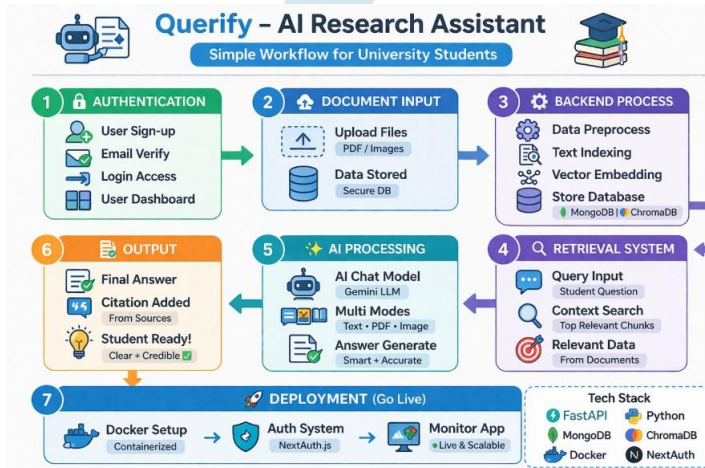 Querify – AI Research Assistant
Simple Workflow for University Students
1 AUTHENTICATION
User Sign-up
Email Verify
Login Access
User Dashboard
2 DOCUMENT INPUT
Upload Files
PDF / Images
Data Stored
Secure DB
3 BACKEND PROCESS
Data Preprocess
Text Indexing
Vector Embedding
Store Database
MongoDB | ChromaDB
6 OUTPUT
Final Answer
Citation Added
From Sources
Student Ready!
Clear + Credible ✅
5 AI PROCESSING
AI Chat Model
Gemini LLM
Multi Modes
Text • PDF • Image
Answer Generate
Smart + Accurate
4 RETRIEVAL SYSTEM
Query Input
Student Question
Context Search
Top Relevant Chunks
Relevant Data
From Documents
7 DEPLOYMENT (Go Live)
Docker Setup
Containerized
Auth System
NextAuth.js
Monitor App
Live & Scalable
Tech Stack
FastAPI Python
MongoDB ChromaDB
Docker N NextAuth